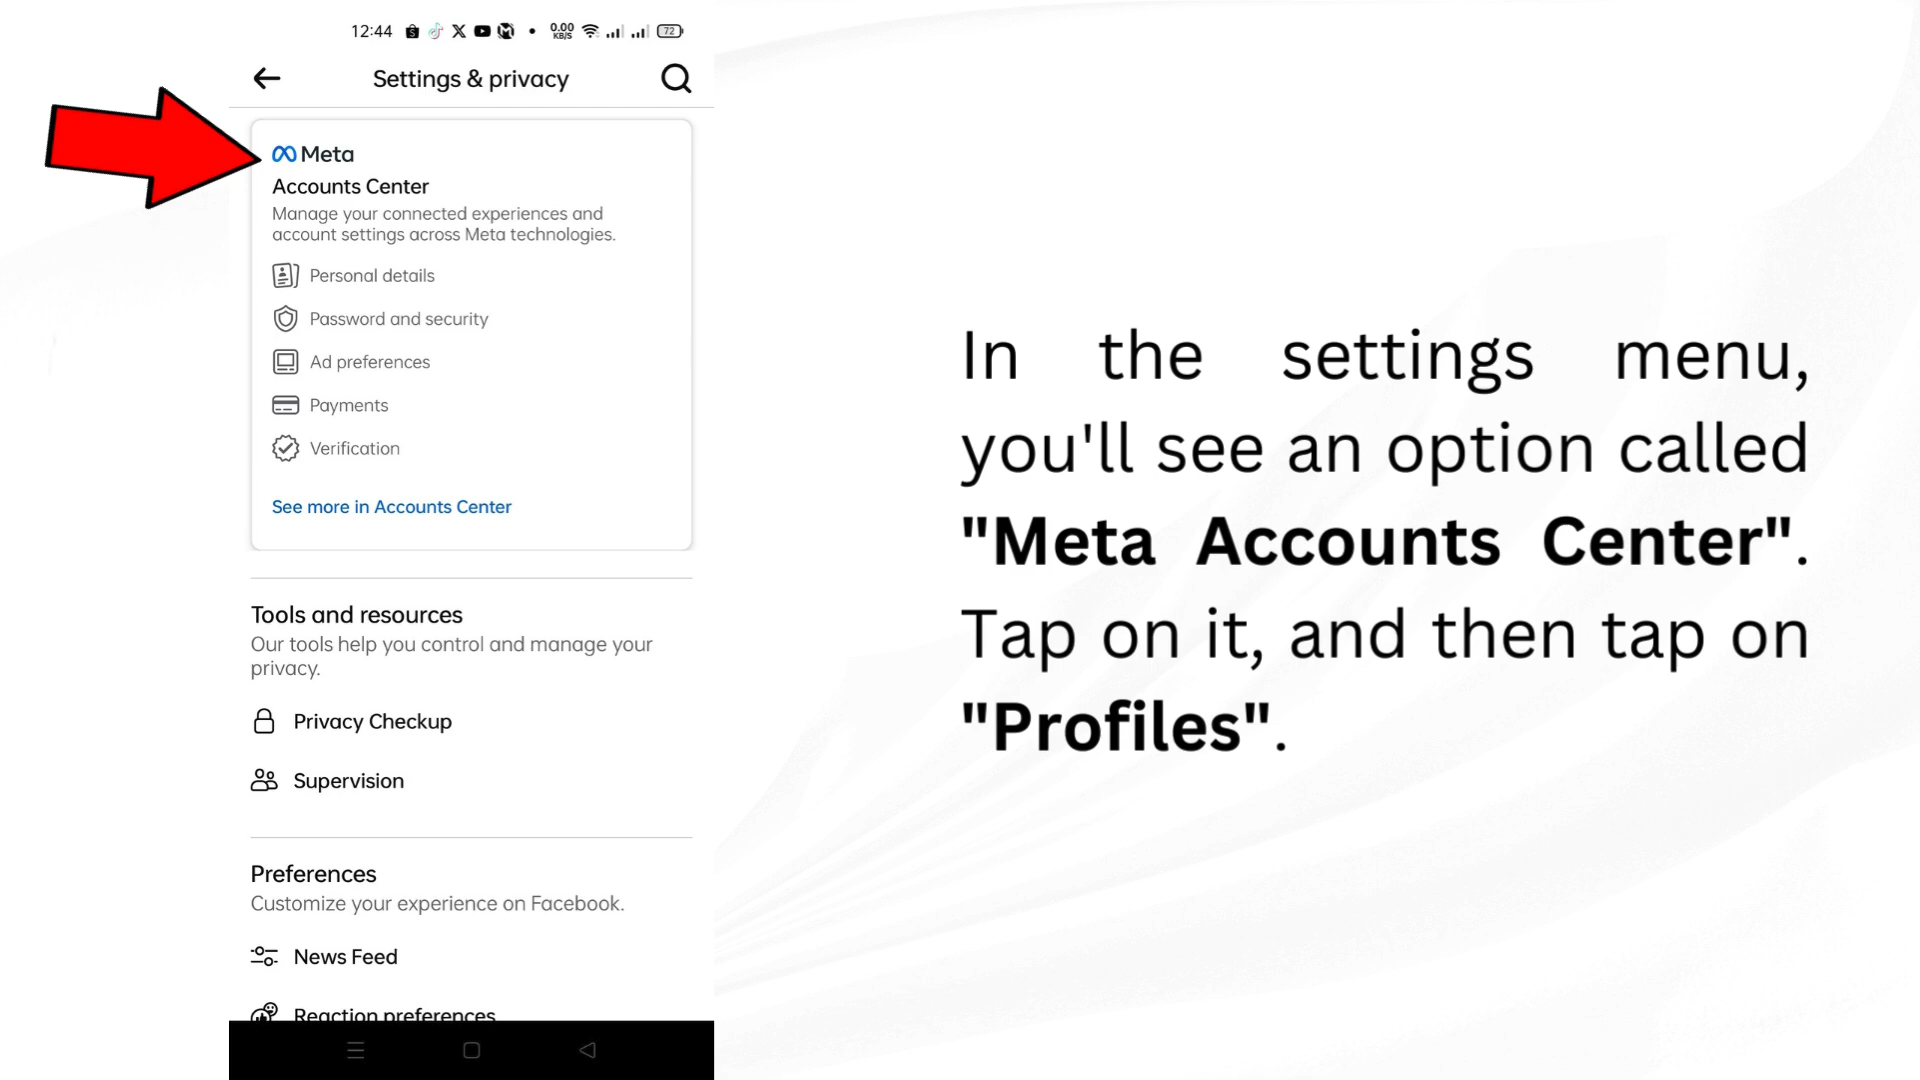 12:44
0.00
KB/S
72
Settings & privacy
Meta
Accounts Center
Manage your connected experiences and
account settings across Meta technologies.
Personal details
Password and security
Ad preferences
Payments
Verification
See more in Accounts Center
Tools and resources
Our tools help you control and manage your
privacy.
Privacy Checkup
Supervision
Preferences
Customize your experience on Facebook.
News Feed
Reaction preferences
In the settings menu,
you'll see an option called
"Meta Accounts Center".
Tap on it, and then tap on
"Profiles".